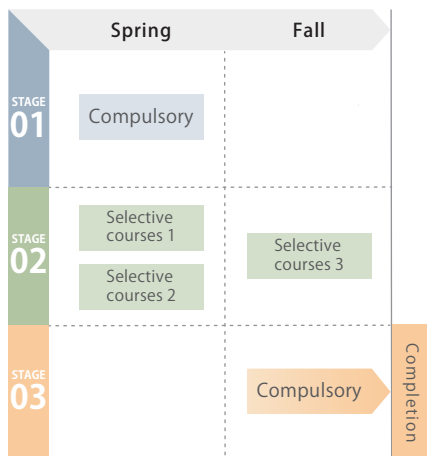 Spring
Fall
STAGE
01
Compulsory
STAGE
02
Selective
courses 1
Selective
courses 2
Selective
courses 3
STAGE
03
Compulsory
Completion